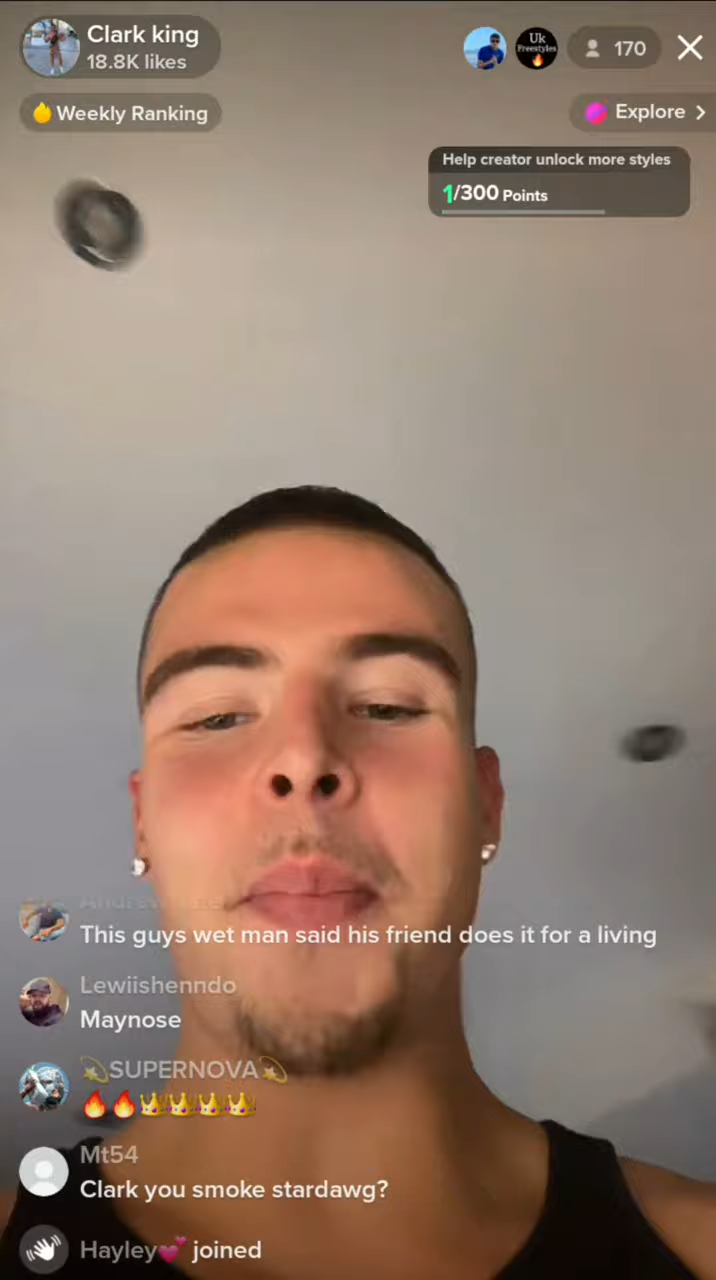 Clark king
18.8K likes
Uk
Freestyles
170
Weekly Ranking
Explore
Help creator unlock more styles
1/300 Points
This guys wet man said his friend does it for a living
Lewiishenndo
Maynose
💫SUPERNOVA💫
🔥🔥👑👑👑👑
Mt54
Clark you smoke stardawg?
Hayley💕 joined